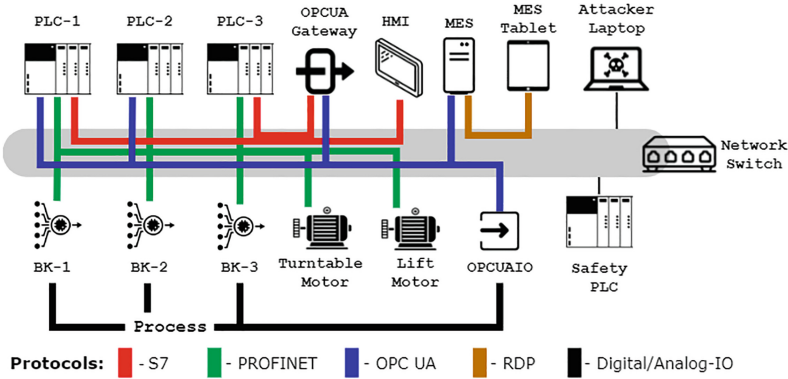 PLC-1
PLC-2
PLC-3
OPCUA
Gateway
HMI
MES
MES
Tablet
Attacker
Laptop
Network
Switch
BK-1
BK-2
BK-3
Turntable
Motor
Lift
Motor
OPCUAIO
Safety
PLC
Process
Protocols: - S7 - PROFINET - OPC UA - RDP - Digital/Analog-IO